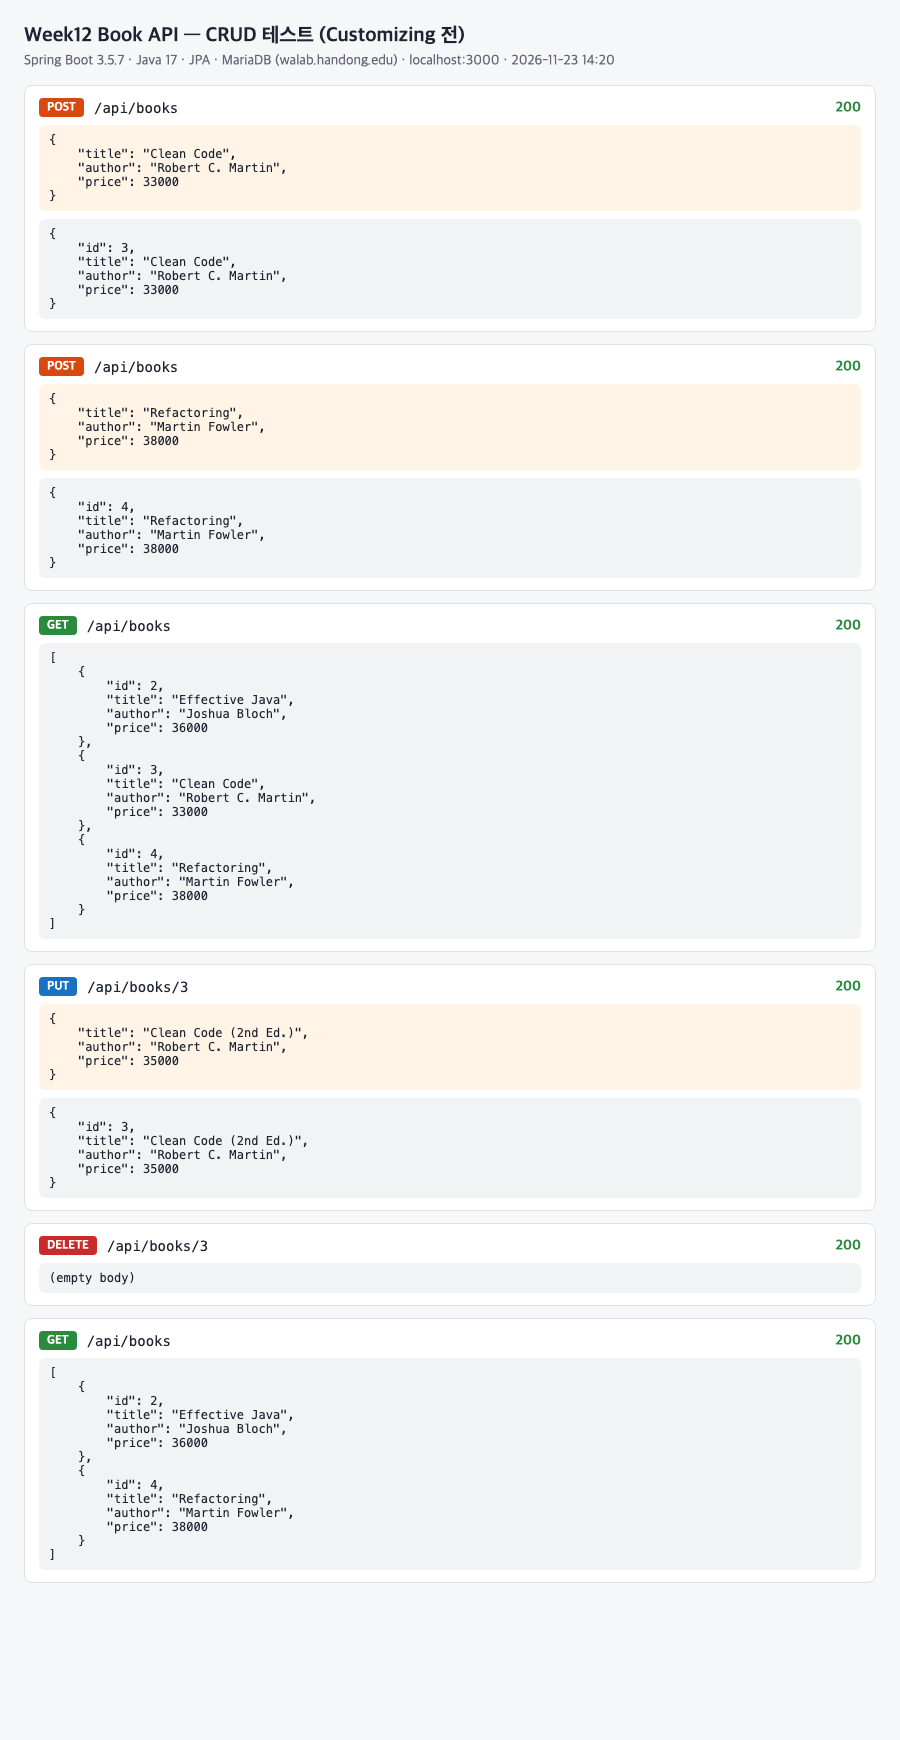 Week12 Book API — CRUD 테스트 (Customizing 전)
Spring Boot 3.5.7 · Java 17 · JPA · MariaDB (walab.handong.edu) · localhost:3000 · 2026-11-23 14:20
POST /api/books 200
{
    "title": "Clean Code",
    "author": "Robert C. Martin",
    "price": 33000
}
{
    "id": 3,
    "title": "Clean Code",
    "author": "Robert C. Martin",
    "price": 33000
}
POST /api/books 200
{
    "title": "Refactoring",
    "author": "Martin Fowler",
    "price": 38000
}
{
    "id": 4,
    "title": "Refactoring",
    "author": "Martin Fowler",
    "price": 38000
}
GET /api/books 200
[
    {
        "id": 2,
        "title": "Effective Java",
        "author": "Joshua Bloch",
        "price": 36000
    },
    {
        "id": 3,
        "title": "Clean Code",
        "author": "Robert C. Martin",
        "price": 33000
    },
    {
        "id": 4,
        "title": "Refactoring",
        "author": "Martin Fowler",
        "price": 38000
    }
]
PUT /api/books/3 200
{
    "title": "Clean Code (2nd Ed.)",
    "author": "Robert C. Martin",
    "price": 35000
}
{
    "id": 3,
    "title": "Clean Code (2nd Ed.)",
    "author": "Robert C. Martin",
    "price": 35000
}
DELETE /api/books/3 200
(empty body)
GET /api/books 200
[
    {
        "id": 2,
        "title": "Effective Java",
        "author": "Joshua Bloch",
        "price": 36000
    },
    {
        "id": 4,
        "title": "Refactoring",
        "author": "Martin Fowler",
        "price": 38000
    }
]